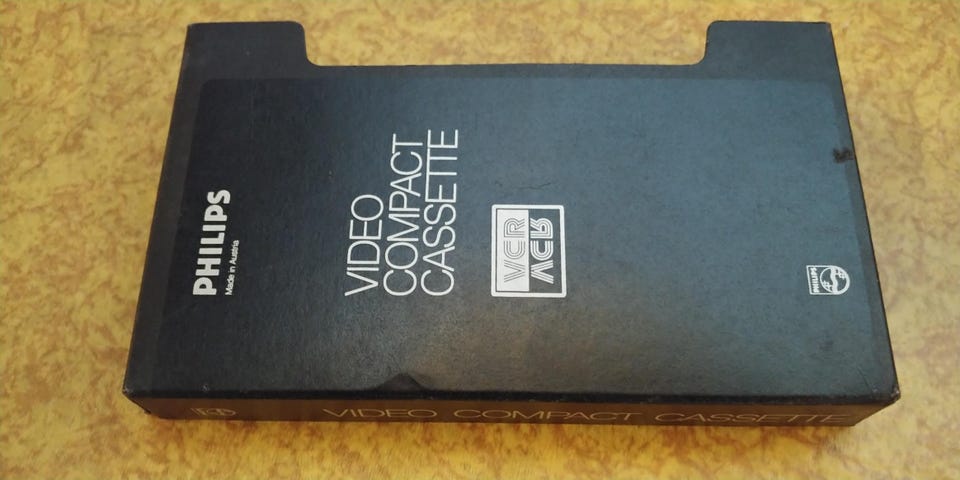 PHILIPS
Made in Austria
VIDEO
COMPACT
CASSETTE
VCR
VCR
PHILIPS
VIDEO COMPACT CASSETTE